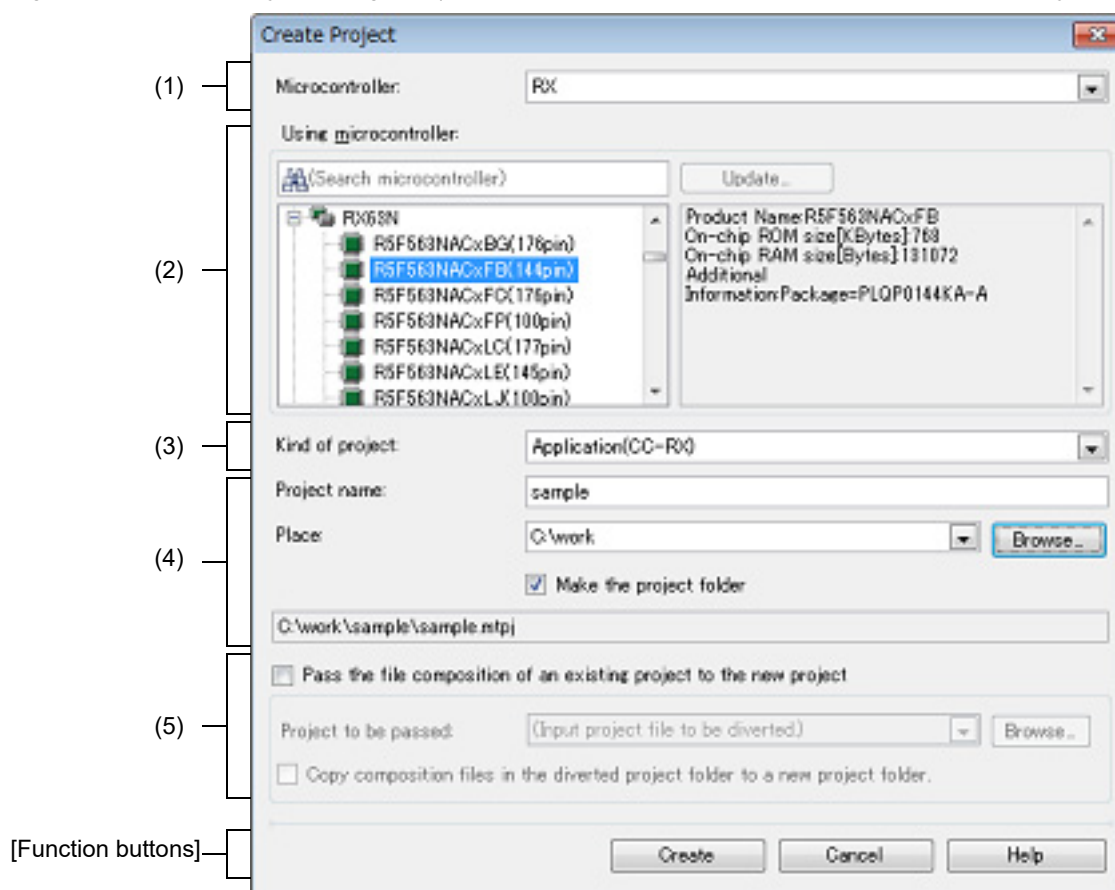 Create Project
(1)
Microcontroller:
RX
Using microcontroller:
(Search microcontroller)
Update...
(2)
RX63N
R5F563NACxBG(176pin)
R5F563NACxFB(144pin)
R5F563NACxFC(176pin)
R5F563NACxFP(100pin)
R5F563NACxLC(177pin)
R5F563NACxLE(145pin)
R5F563NACxLJ(100pin)
Product Name:R5F563NACxFB
On-chip ROM size[KBytes]:768
On-chip RAM size[Bytes]:131072
Additional
Information:Package=PLQP0144KA-A
(3)
Kind of project:
Application(CC-RX)
(4)
Project name:
sample
Place:
C:\work
Browse...
Make the project folder
C:\work\sample\sample.mtpj
(5)
Pass the file composition of an existing project to the new project
Project to be passed:
(Input project file to be diverted.)
Browse...
Copy composition files in the diverted project folder to a new project folder.
[Function buttons]
Create
Cancel
Help